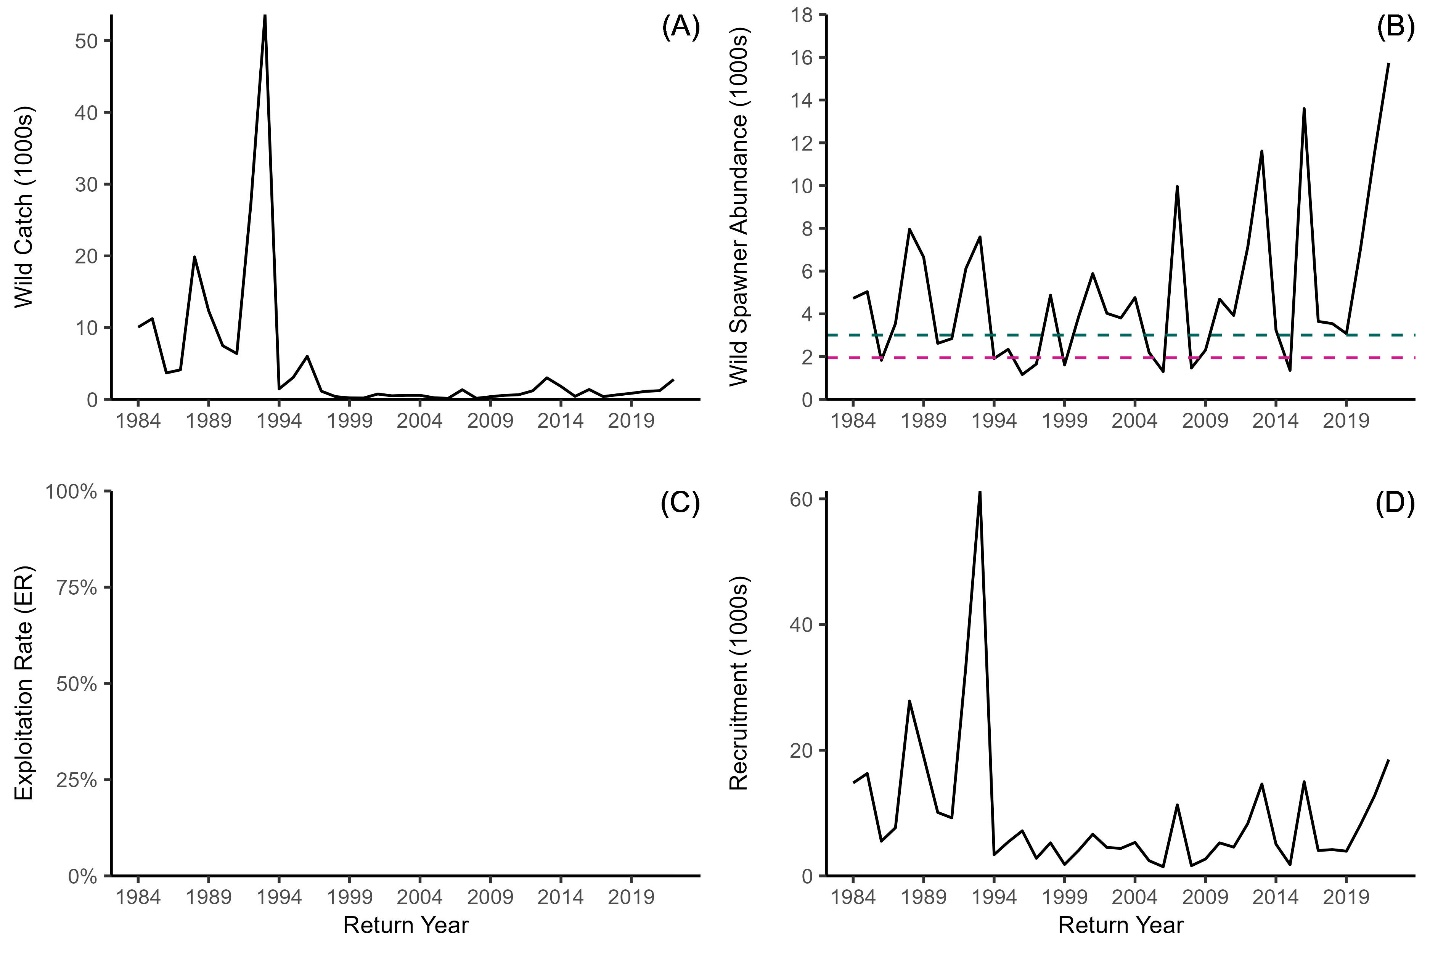 (A)
Wild Catch (1000s)
50
40
30
20
10
0
1984 1989 1994 1999 2004 2009 2014 2019
(B)
Wild Spawner Abundance (1000s)
18
16
14
12
10
8
6
4
2
0
1984 1989 1994 1999 2004 2009 2014 2019
(C)
Exploitation Rate (ER)
100%
75%
50%
25%
0%
1984 1989 1994 1999 2004 2009 2014 2019
Return Year
(D)
Recruitment (1000s)
60
40
20
0
1984 1989 1994 1999 2004 2009 2014 2019
Return Year